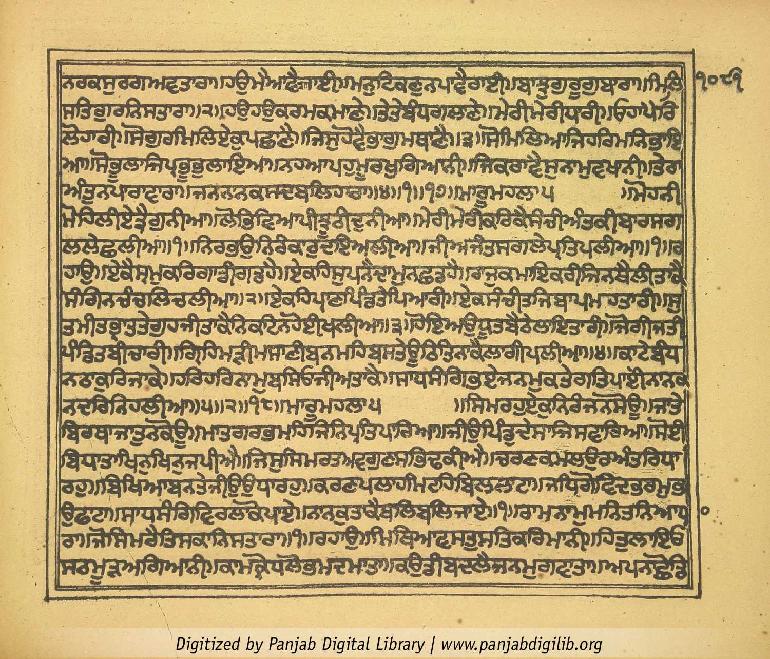 ਨਰਕਸੁਰਗਅਵਤਾਰਾ॥ਹਉਮੈਆਵੈਜਾਈ॥ਮਨੁਟਿਕਣੁਨਪਾਵੈਰਾਈ॥ਬਾਝੁਗੁਰੂਗੁਬਾਰਾ॥ਮਿਲਿ
੧੦੮੧
ਸਤਿਗੁਰਨਿਸਤਾਰਾ॥੨॥ਹਉਹਉਕਰਮਕਮਾਣੇ॥ਤੇਤੇਬੰਧਗਲਾਣੇ॥ਮੇਰੀਮੇਰੀਧਾਰੀ॥ਓਹਾਪੈਰਿ
ਲੋਹਾਰੀ॥ਸੋਗੁਰਮਿਲਿਏਕੁਪਛਾਣੈ॥ਜਿਸੁਹੋਵੈਭਾਗੁਮਥਾਣੈ॥੩॥ਸੋਮਿਲਿਆਜਿਹਰਿਮਨਿਭਾਇ
ਆ॥ਸੋਭੂਲਾਜਿਪ੍ਰਭੂਭੁਲਾਇਆ॥ਨਹਆਪਹੁਮੂਰਖੁਗਿਆਨੀ॥ਜਿਕਰਾਵੈਸੁਨਾਮੁਵਖਾਨੀ॥ਤੇਰਾ
ਅੰਤੁਨਪਾਰਾਵਾਰਾ॥ਜਨਨਾਨਕਸਦਬਲਿਹਾਰਾ॥੪॥੧॥੧੭॥ਮਾਰੂਮਹਲਾ ੫ ॥ਮੋਹਨੀ
ਮੋਹਿਲੀਏਤ੍ਰੈਗੁਨੀਆ॥ਲੋਭਿਵਿਆਪੀਝੂਠੀਦੁਨੀਆ॥ਮੇਰੀਮੇਰੀਕਰਿਕੈਸੰਚੀਅੰਤਕੀਬਾਰਸਗ
ਲਲੇਛਲੀਆ॥੧॥ਨਿਰਭਉਨਿਰੰਕਾਰੁਦਇਅਲੀਆ॥ਜੀਅਜੰਤਸਗਲੇਪ੍ਰਤਿਪਲੀਆ॥੧॥ਰ
ਹਾਉ॥ਏਕੈਸ੍ਰਮੁਕਰਿਗਾਡੀਗਡਹੈ॥ਏਕਹਿਸੁਪਨੈਦਾਮੁਨਛਡਹੈ॥ਰਾਜੁਕਮਾਇਕਰੀਜਿਨਿਥੈਲੀਤਾਕੈ
ਸੰਗਿਨਚੰਚਲਿਚਲੀਆ॥੨॥ਏਕਹਿਪ੍ਰਾਣਪਿੰਡਤੇਪਿਆਰੀ॥ਏਕਸੰਚੀਤਜਿਬਾਪਮਹਤਾਰੀ॥ਸੁ
ਤਮੀਤਭ੍ਰਾਤਤੇਗੁਹਜੀਤਾਕੈਨਿਕਟਿਨਹੋਈਖਲੀਆ॥੩॥ਹੋਇਅਉਧੂਤਬੈਠੇਲਾਇਤਾਰੀ॥ਜੋਗੀਜਤੀ
ਪੰਡਿਤਬੀਚਾਰੀ॥ਗ੍ਰਿਹਿਮੜੀਮਸਾਣੀਬਨਮਹਿਬਸਤੇਊਠਿਤਿਨਕੈਲਾਗੀਪਲੀਆ॥੪॥ਕਾਟੇਬੰਧ
ਨਠਾਕੁਰਿਜਾਕੇ॥ਹਰਿਹਰਿਨਾਮੁਬਸਿਓਜੀਅਤਾਕੈ॥ਸਾਧਸੰਗਿਭਏਜਨਮੁਕਤੇਗਤਿਪਾਈਨਾਨਕ
ਨਦਰਿਨਿਹਲੀਆ॥੫॥੨॥੧੮॥ਮਾਰੂਮਹਲਾ ੫ ॥ਸਿਮਰਹੁਏਕੁਨਿਰੰਜਨਸੋਊ॥ਜਾਤੇ
ਬਿਰਥਾਜਾਤਨਕੋਊ॥ਮਾਤਗਰਭਮਹਿਜਿਨਿਪ੍ਰਤਿਪਾਰਿਆ॥ਜੀਉਪਿੰਡੁਦੇਸਾਜਿਸਵਾਰਿਆ॥ਸੋਈ
ਬਿਧਾਤਾਖਿਨੁਖਿਨੁਜਪੀਐ॥ਜਿਸੁਸਿਮਰਤਅਵਗੁਣਸਭਿਢਕੀਐ॥ਚਰਣਕਮਲਉਰਅੰਤਰਿਧਾ
ਰਹੁ॥ਬਿਖਿਆਬਨਤੇਜੀਉਉਧਾਰਹੁ॥ਕਰਣਪਲਾਹਮਿਟਹਿਬਿਲਲਾਟਾ॥ਜਪਿਗੋਵਿਦਭਰਮੁਭ
ਉਫਾਟਾ॥ਸਾਧਸੰਗਿਵਿਰਲਾਕੋਪਾਏ॥ਨਾਨਕੁਤਾਕੈਬਲਿਬਲਿਜਾਏ॥੧॥ਰਾਮਨਾਮੁਮਨਿਤਨਿਆਧਾ
ਰਾ॥ਜੋਸਿਮਰੈਤਿਸਕਾਨਿਸਤਾਰਾ॥੧॥ਰਹਾਉ॥ਮਿਥਿਆਵਸਤੁਸਤਿਕਰਿਮਾਨੀ॥ਹਿਤੁਲਾਇਓ
ਸਠਮੂੜਅਗਿਆਨੀ॥ਕਾਮਕ੍ਰੋਧਲੋਭਮਦਮਾਤਾ॥ਕਉਡੀਬਦਲੈਜਨਮੁਗਵਾਤਾ॥ਅਪਨਾਛੋਡਿ
Digitized by Panjab Digital Library | www.panjabdigilib.org